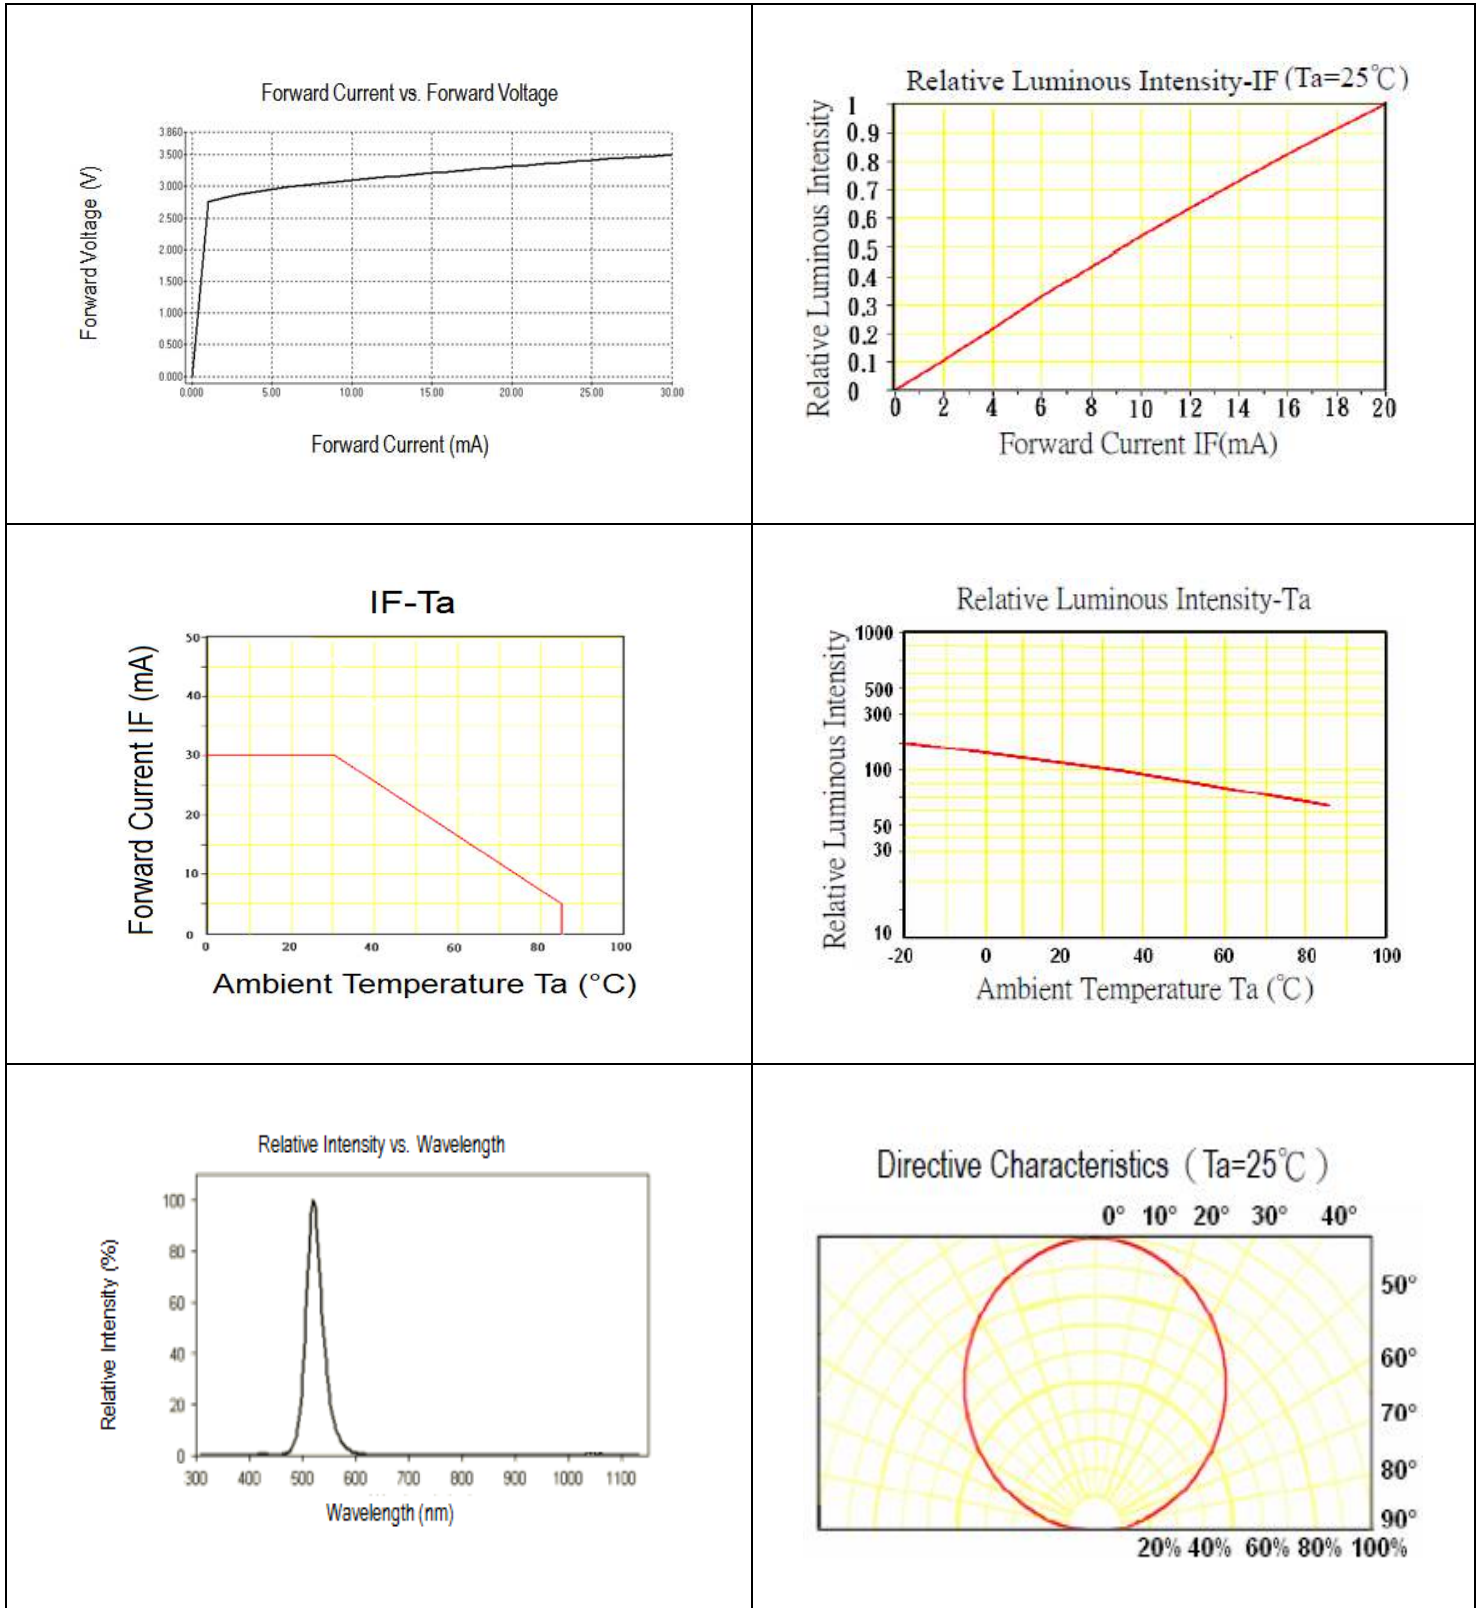 Forward Current vs. Forward Voltage
Forward Voltage (V)
3.860
3.500
3.000
2.500
2.000
1.500
1.000
0.500
0.000
0.000 5.00 10.00 15.00 20.00 25.00 30.00
Forward Current (mA)
Relative Luminous Intensity-IF (Ta=25℃)
Relative Luminous Intensity
1
0.9
0.8
0.7
0.6
0.5
0.4
0.3
0.2
0.1
0
0 2 4 6 8 10 12 14 16 18 20
Forward Current IF(mA)
IF-Ta
Forward Current IF (mA)
50
40
30
20
10
0
0 20 40 60 80 100
Ambient Temperature Ta (°C)
Relative Luminous Intensity-Ta
Relative Luminous Intensity
1000
500
300
100
50
30
10
-20 0 20 40 60 80 100
Ambient Temperature Ta (℃)
Relative Intensity vs. Wavelength
Relative Intensity (%)
100
80
60
40
20
0
300 400 500 600 700 800 900 1000 1100
Wavelength (nm)
Directive Characteristics (Ta=25℃)
0° 10° 20° 30° 40°
50°
60°
70°
80°
90°
20% 40% 60% 80% 100%